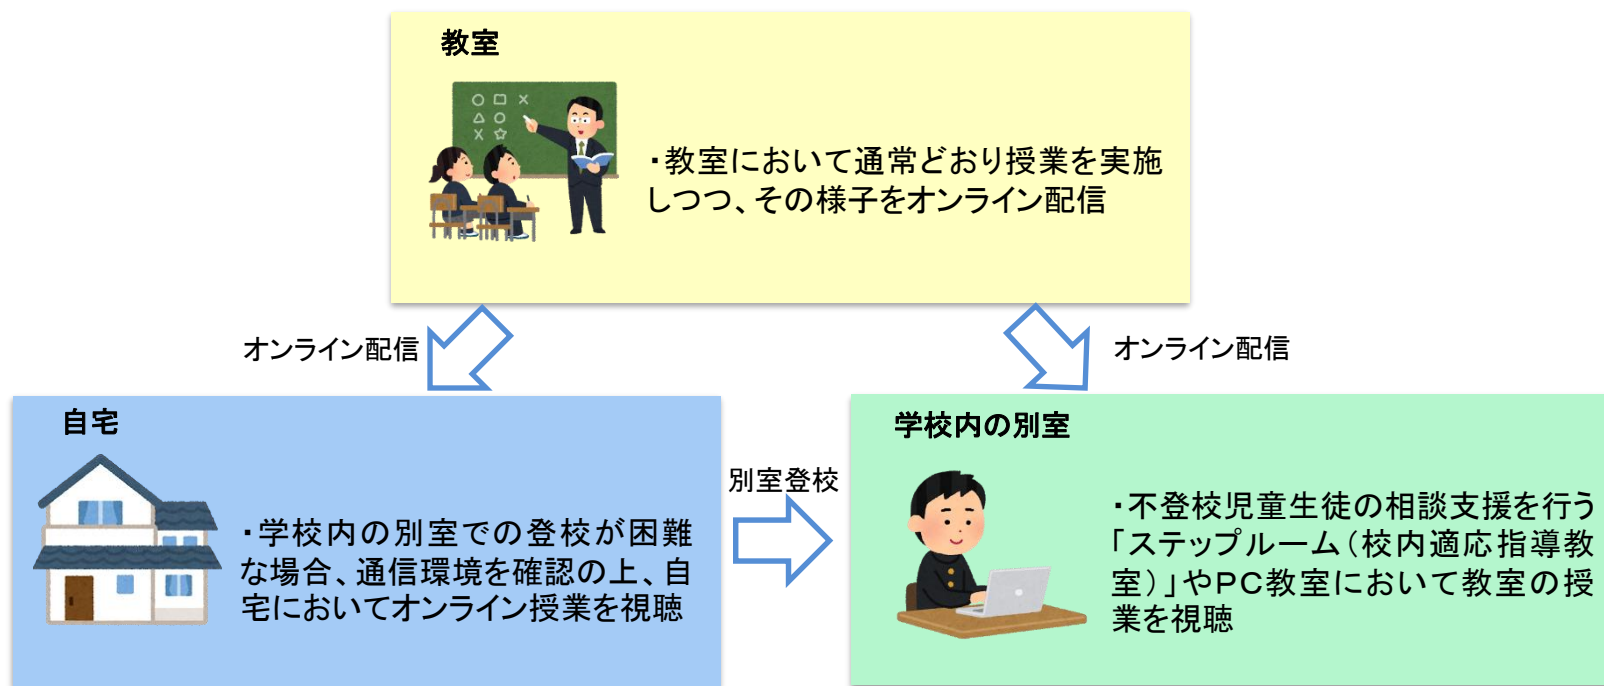 教室
・教室において通常どおり授業を実施
しつつ、その様子をオンライン配信
オンライン配信
オンライン配信
自宅
・学校内の別室での登校が困難
な場合、通信環境を確認の上、自
宅においてオンライン授業を視聴
別室登校
学校内の別室
・不登校児童生徒の相談支援を行う
「ステップルーム（校内適応指導教
室）」やＰＣ教室において教室の授
業を視聴